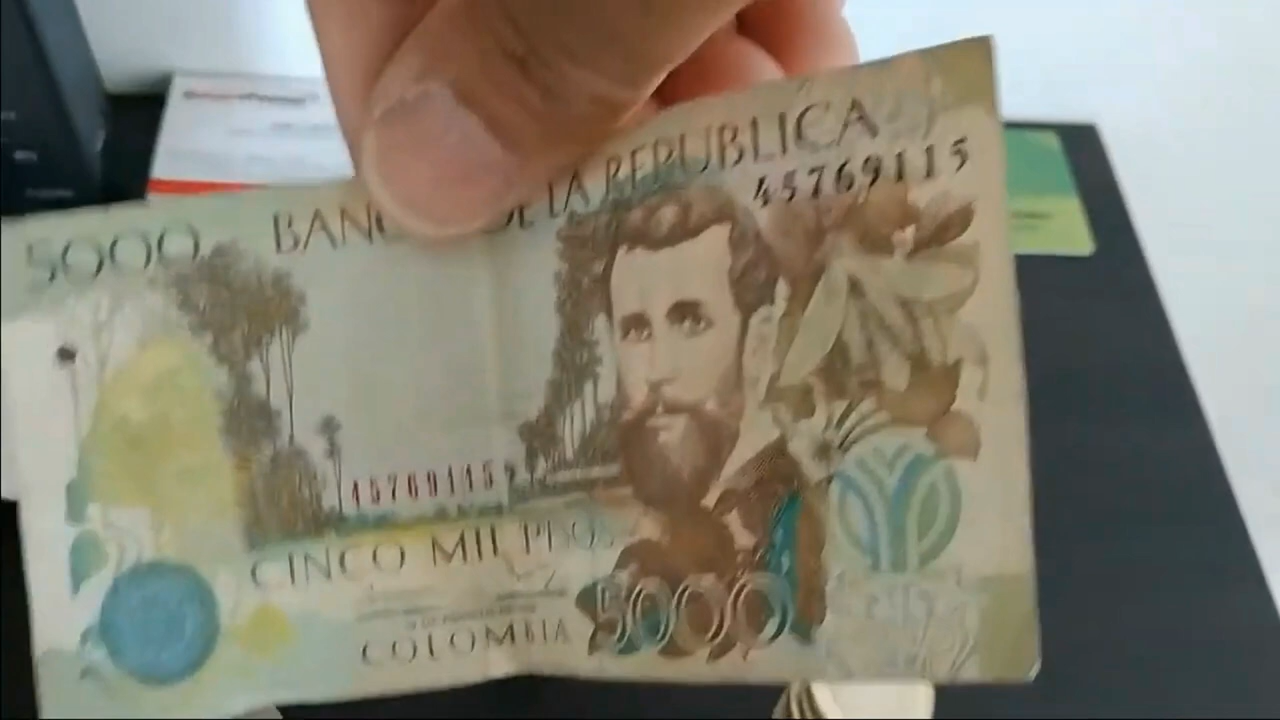 5000 BANCO DE LA REPUBLICA
45769115
45769115
CINCO MIL PESOS
COLOMBIA
5000